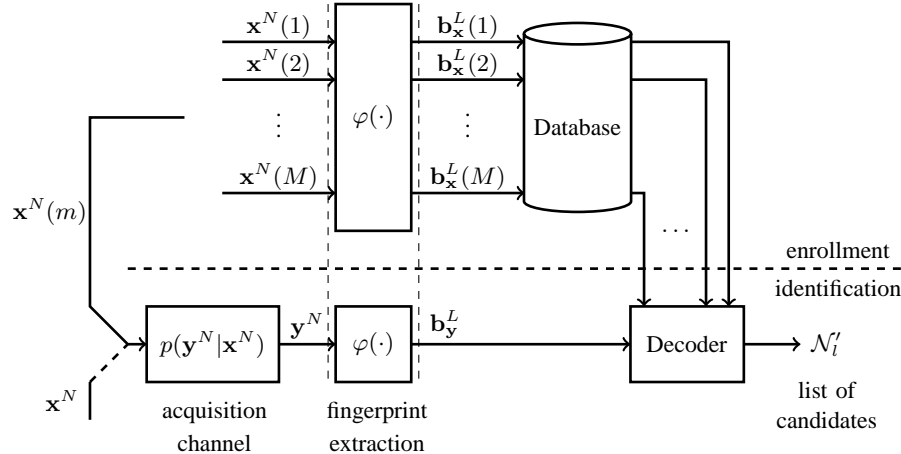 𝐱^N(1) 𝐛_𝐱^L(1)
𝐱^N(2) 𝐛_𝐱^L(2)
⋮ φ(·) ⋮ Database
𝐱^N(M) 𝐛_𝐱^L(M)
𝐱^N(m)
...
enrollment
identification
𝐲^N 𝐛_𝐲^L
p(𝐲^N|𝐱^N) φ(·) Decoder 𝒩_l′
𝐱^N
acquisition
channel
fingerprint
extraction
list of
candidates